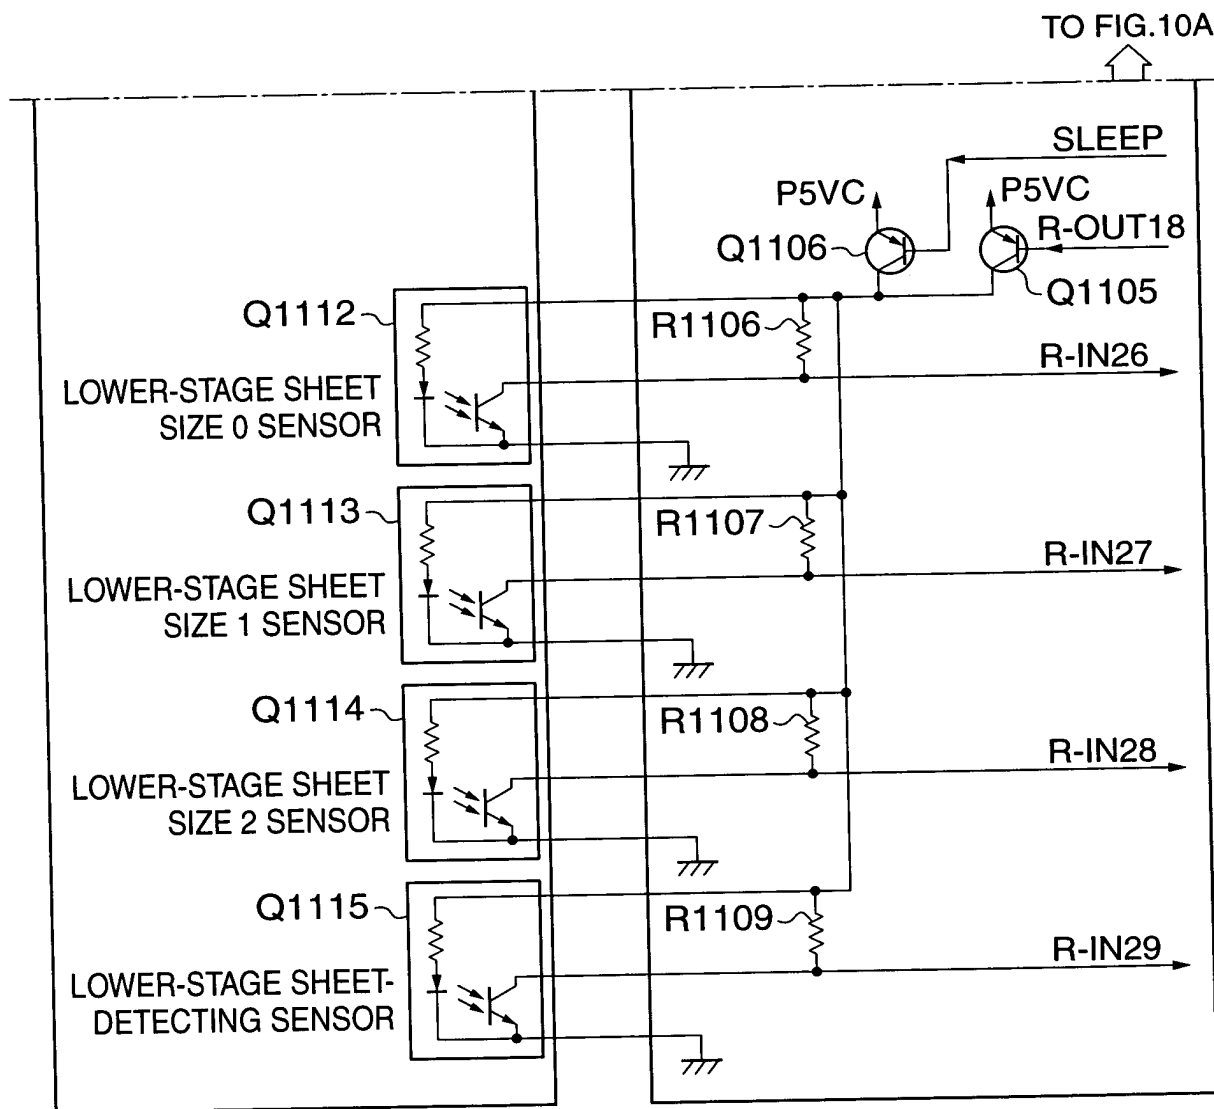 TO FIG.10A
SLEEP
P5VC
P5VC
R-OUT18
Q1106
Q1105
Q1112
R1106
R-IN26
LOWER-STAGE SHEET
SIZE 0 SENSOR
Q1113
R1107
R-IN27
LOWER-STAGE SHEET
SIZE 1 SENSOR
Q1114
R1108
R-IN28
LOWER-STAGE SHEET
SIZE 2 SENSOR
Q1115
R1109
R-IN29
LOWER-STAGE SHEET-
DETECTING SENSOR